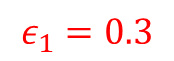 ϵ₁ = 0.3